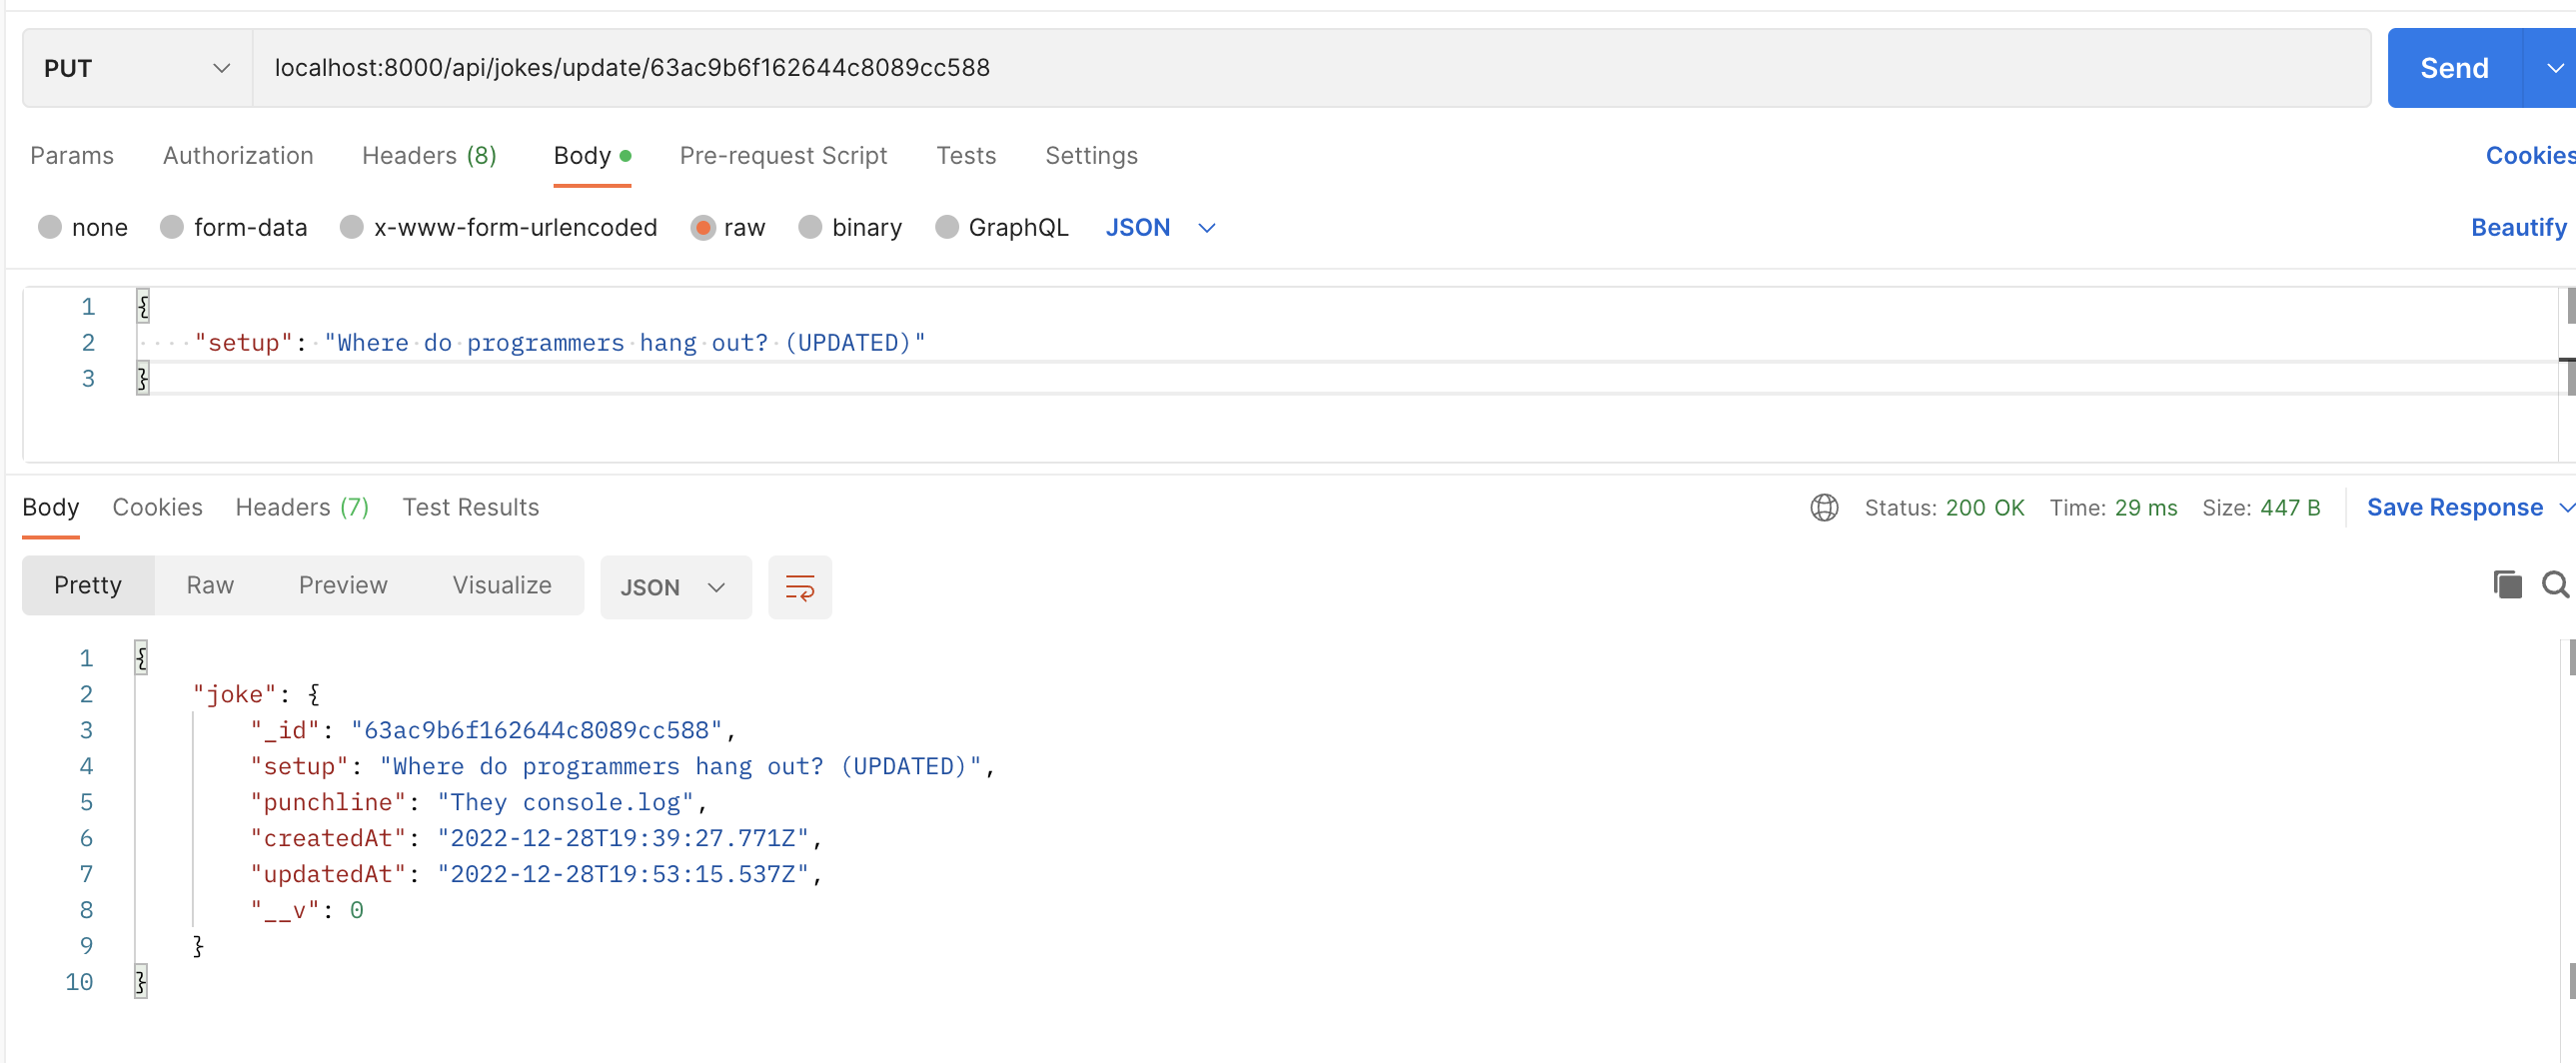 PUT localhost:8000/api/jokes/update/63ac9b6f162644c8089cc588 Send
Params Authorization Headers (8) Body Pre-request Script Tests Settings Cookies
none form-data x-www-form-urlencoded raw binary GraphQL JSON Beautify
1 {
2 "setup": "Where do programmers hang out? (UPDATED)"
3 }
Body Cookies Headers (7) Test Results Status: 200 OK Time: 29 ms Size: 447 B Save Response
Pretty Raw Preview Visualize JSON
1 {
2 "joke": {
3 "_id": "63ac9b6f162644c8089cc588",
4 "setup": "Where do programmers hang out? (UPDATED)",
5 "punchline": "They console.log",
6 "createdAt": "2022-12-28T19:39:27.771Z",
7 "updatedAt": "2022-12-28T19:53:15.537Z",
8 "__v": 0
9 }
10 }